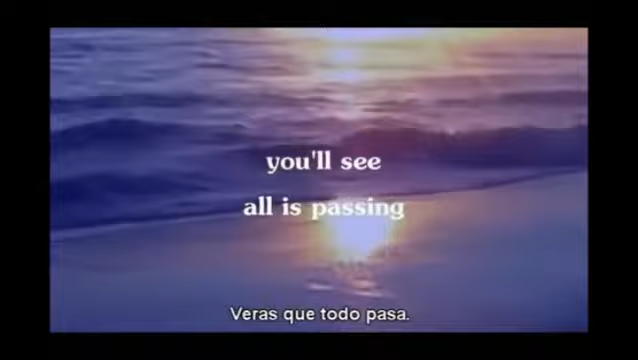 you'll see
all is passing
Veras que todo pasa.